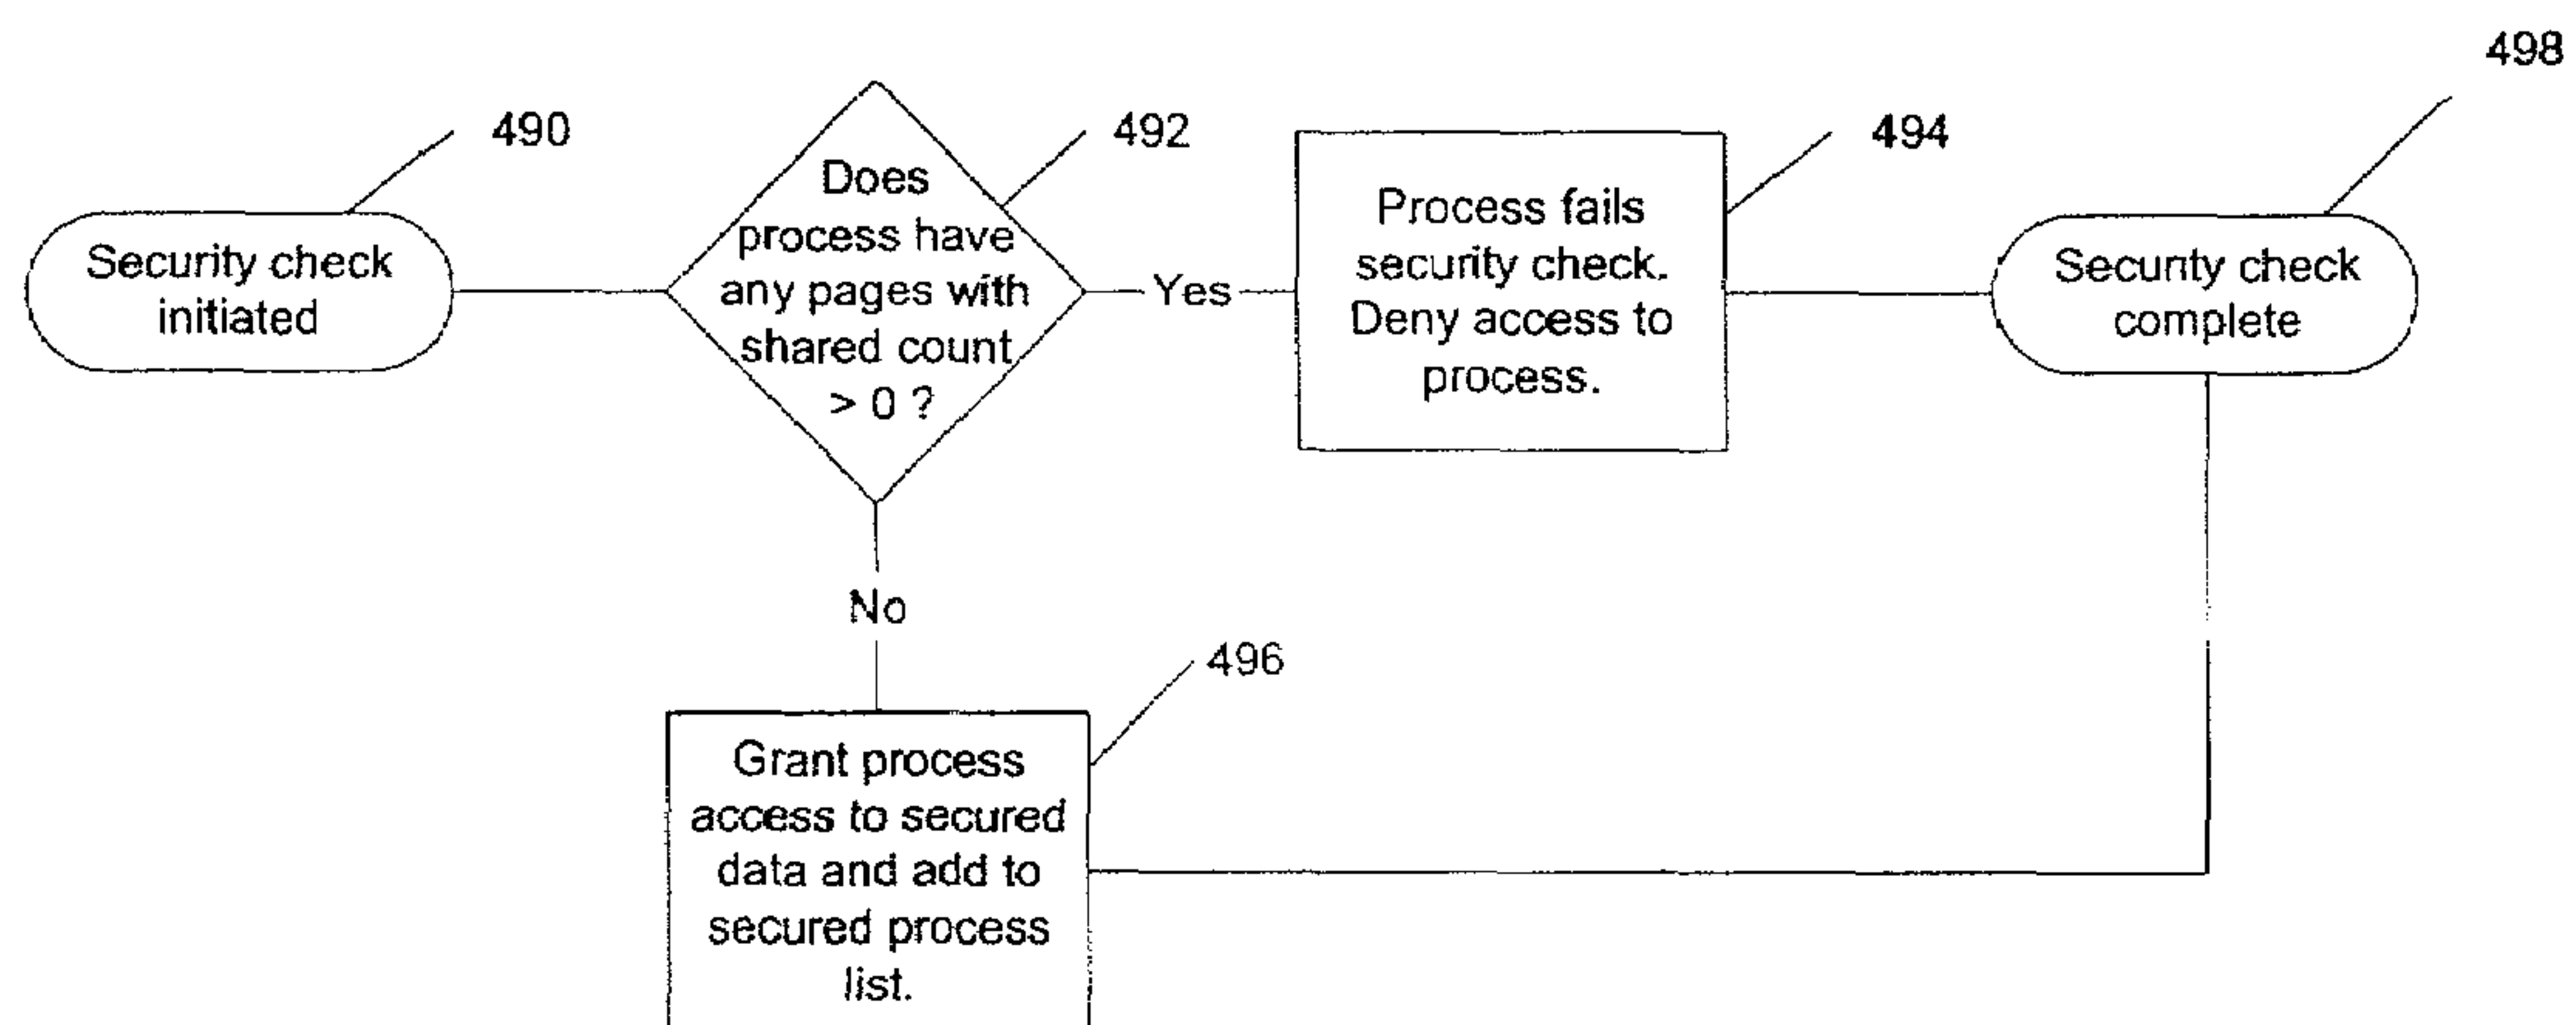 498
490
492
494
Security check
initiated
Does
process have
any pages with
shared count
> 0 ?
Yes
Process fails
security check.
Deny access to
process.
Security check
complete
No
496
Grant process
access to secured
data and add to
secured process
list.